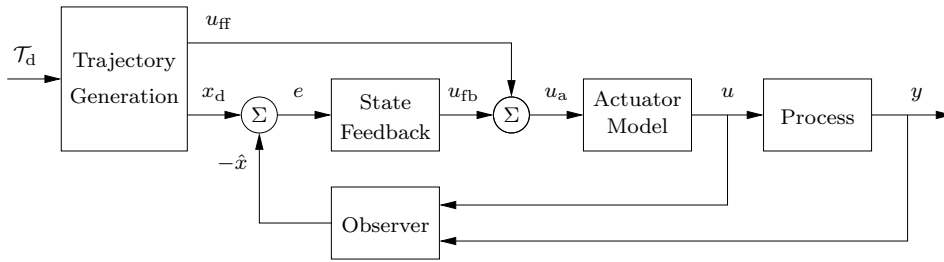 u_ff
𝒯_d
Trajectory
Generation
x_d
Σ
e
State
Feedback
u_fb
Σ
u_a
Actuator
Model
u
Process
y
−x̂
Observer